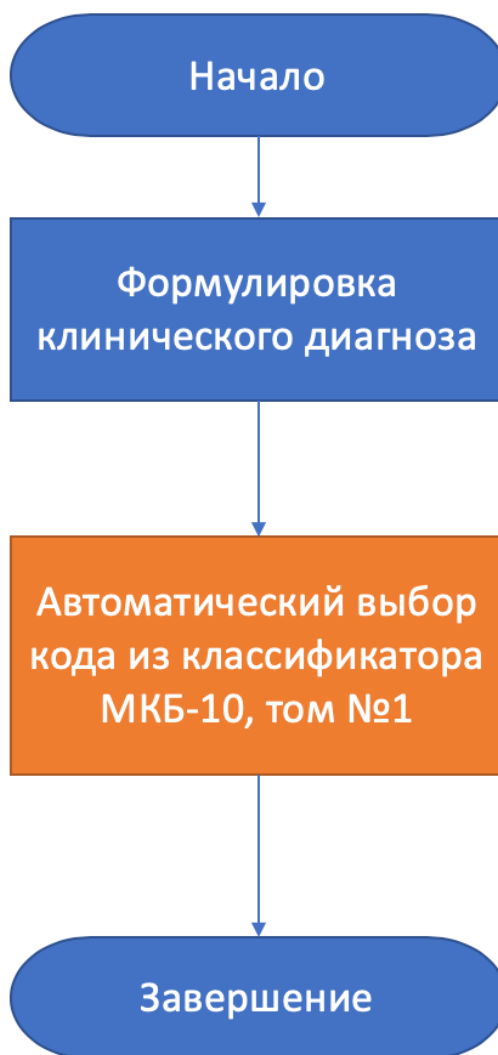 Начало
Формулировка
клинического диагноза
Автоматический выбор
кода из классификатора
МКБ-10, том №1
Завершение